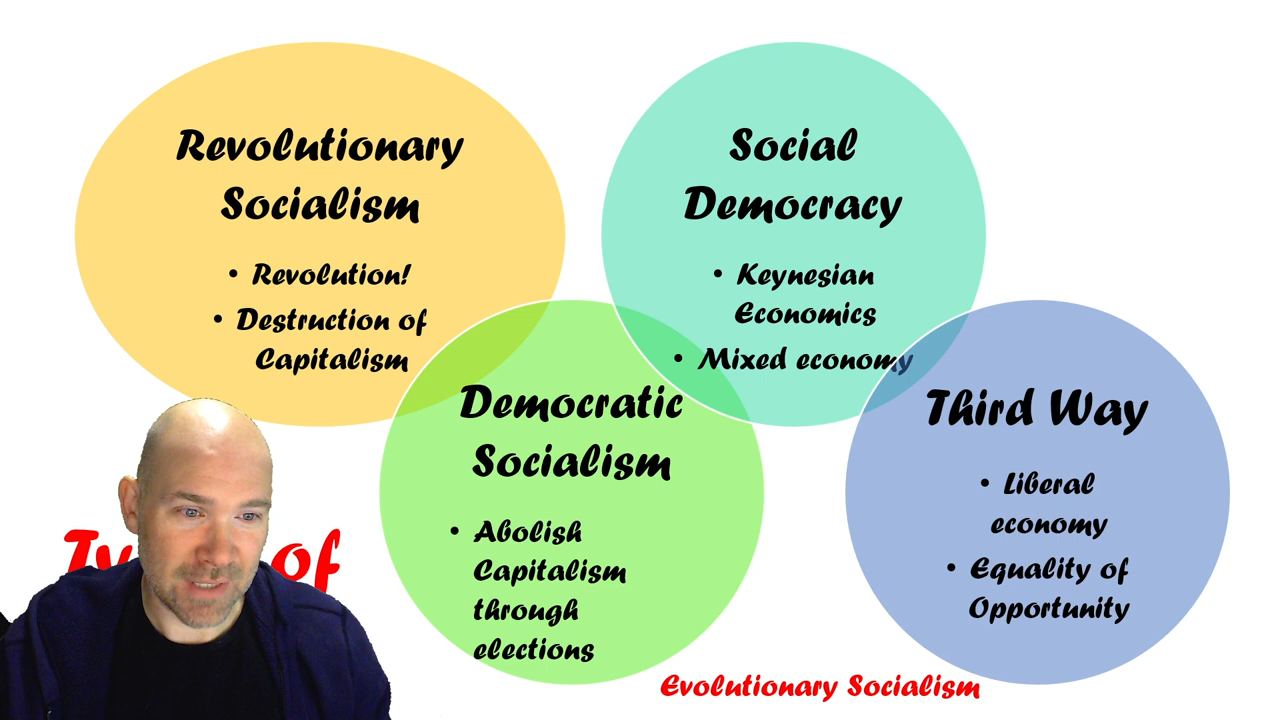 Revolutionary
Socialism
• Revolution!
• Destruction of
Capitalism
Social
Democracy
• Keynesian
Economics
• Mixed economy
Democratic
Socialism
• Abolish
Capitalism
through
elections
Third Way
• Liberal
economy
• Equality of
Opportunity
of
Evolutionary Socialism